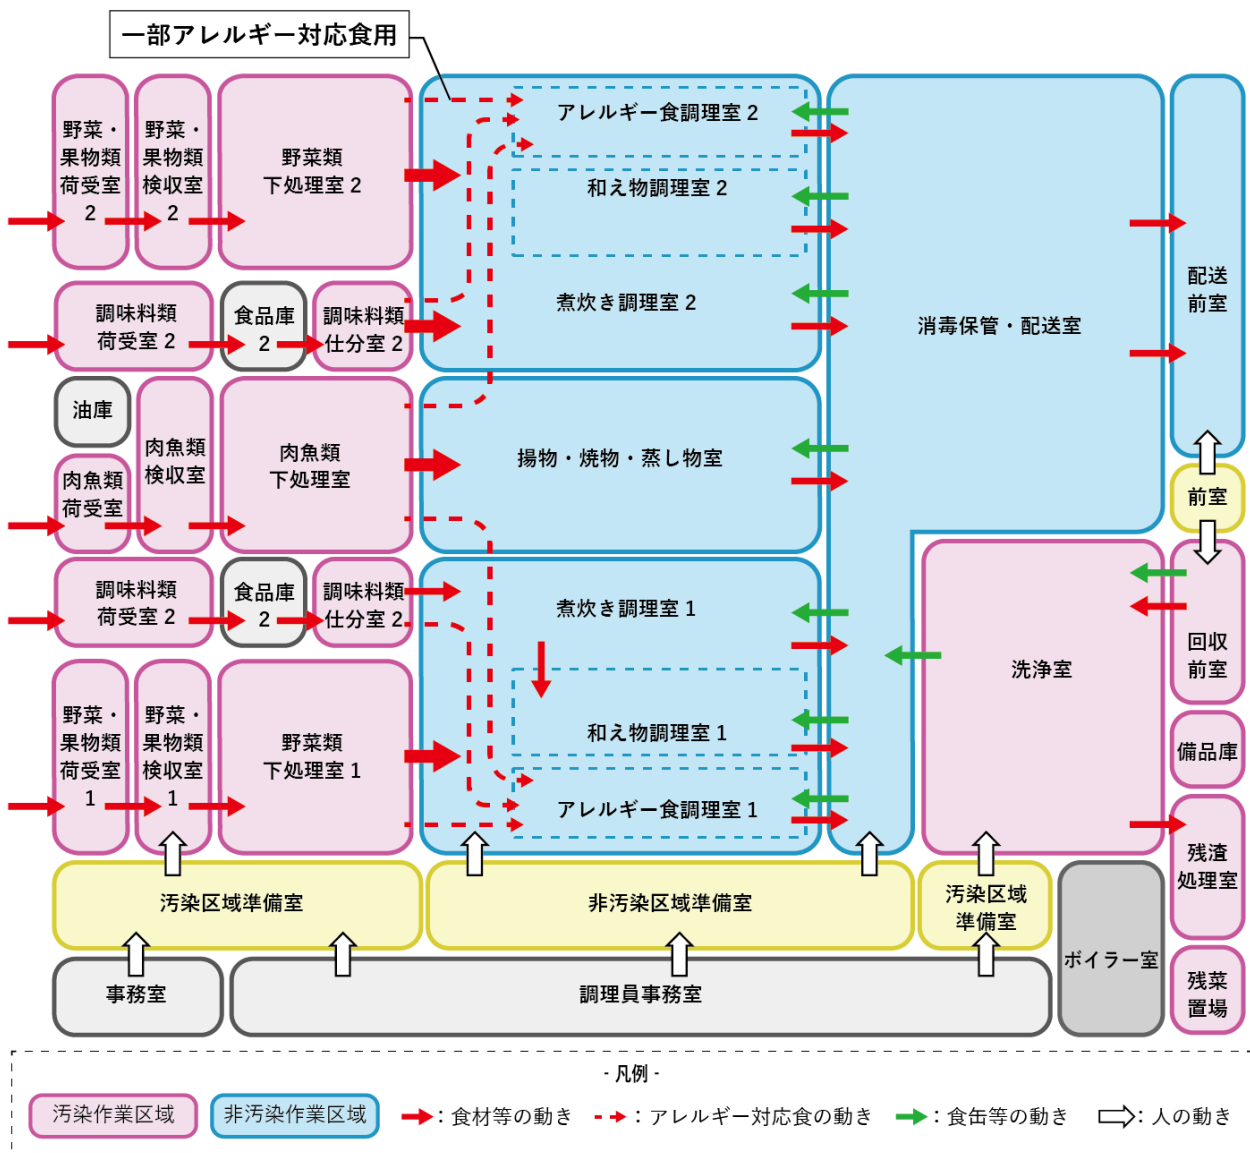 一部アレルギー対応食用
野菜・
果物類
荷受室
2
野菜・
果物類
検収室
2
野菜類
下処理室 2
アレルギー食調理室 2
和え物調理室 2
煮炊き調理室 2
消毒保管・配送室
配送
前室
調味料類
荷受室 2
食品庫
2
調味料類
仕分室 2
油庫
肉魚類
荷受室
肉魚類
検収室
肉魚類
下処理室
揚物・焼物・蒸し物室
前室
調味料類
荷受室 2
食品庫
2
調味料類
仕分室 2
煮炊き調理室 1
和え物調理室 1
アレルギー食調理室 1
洗浄室
回収
前室
備品庫
野菜・
果物類
荷受室
1
野菜・
果物類
検収室
1
野菜類
下処理室 1
残渣
処理室
汚染区域準備室
非汚染区域準備室
汚染区域
準備室
ボイラー室
残菜
置場
事務室
調理員事務室
- 凡例 -
汚染作業区域
非汚染作業区域
：食材等の動き
：アレルギー対応食の動き
：食缶等の動き
：人の動き